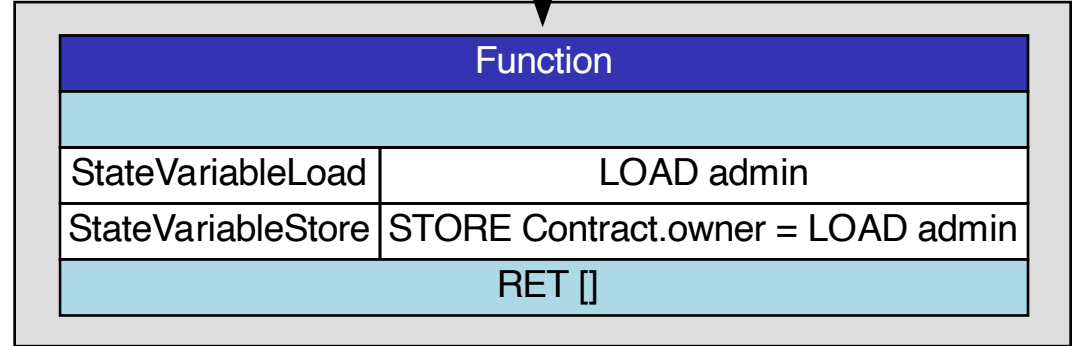 Function
StateVariableLoad LOAD admin
StateVariableStore STORE Contract.owner = LOAD admin
RET []